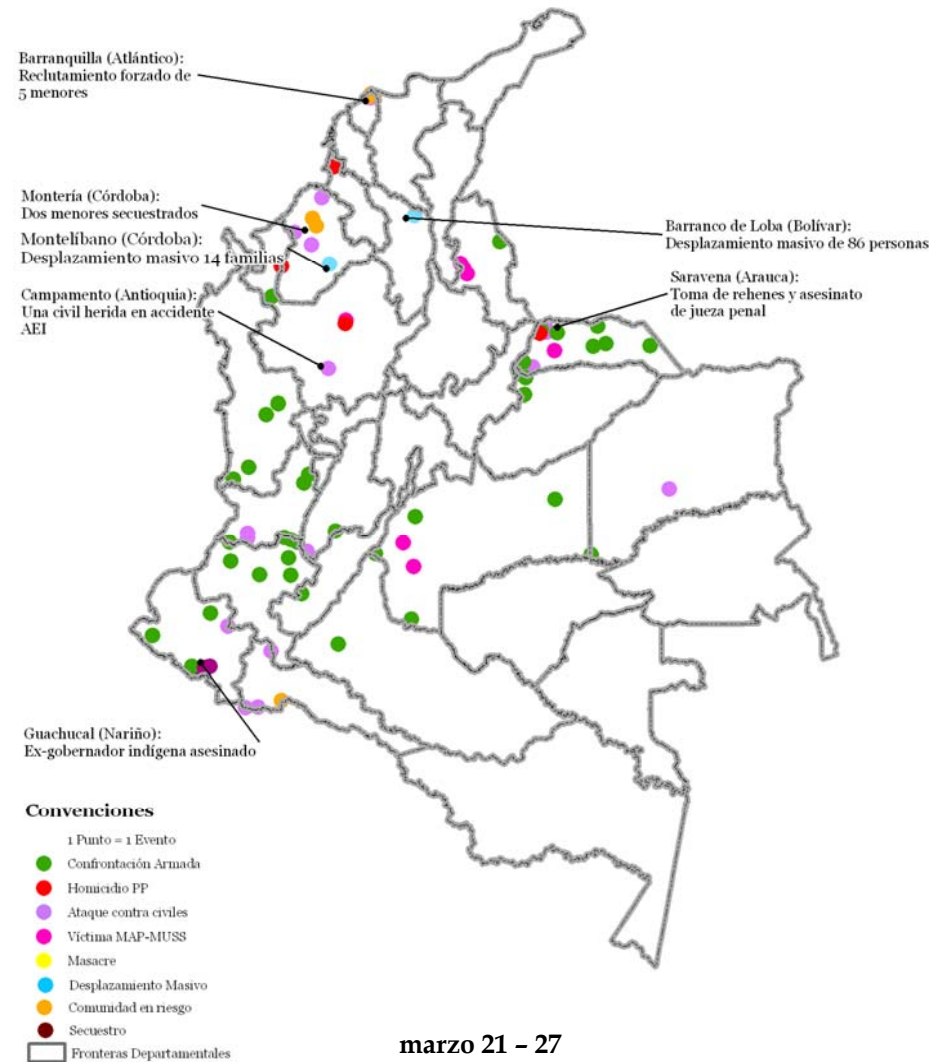 Barranquilla (Atlántico):
Reclutamiento forzado de
5 menores
Montería (Córdoba):
Dos menores secuestrados
Montelíbano (Córdoba):
Desplazamiento masivo 14 familias
Campamento (Antioquia):
Una civil herida en accidente
AEI
Barranco de Loba (Bolívar):
Desplazamiento masivo de 86 personas
Saravena (Arauca):
Toma de rehenes y asesinato
de jueza penal
Guachucal (Nariño):
Ex-gobernador indígena asesinado
Convenciones
1 Punto = 1 Evento
Confrontación Armada
Homicidio PP
Ataque contra civiles
Víctima MAP-MUSS
Masacre
Desplazamiento Masivo
Comunidad en riesgo
Secuestro
Fronteras Departamentales
marzo 21 – 27